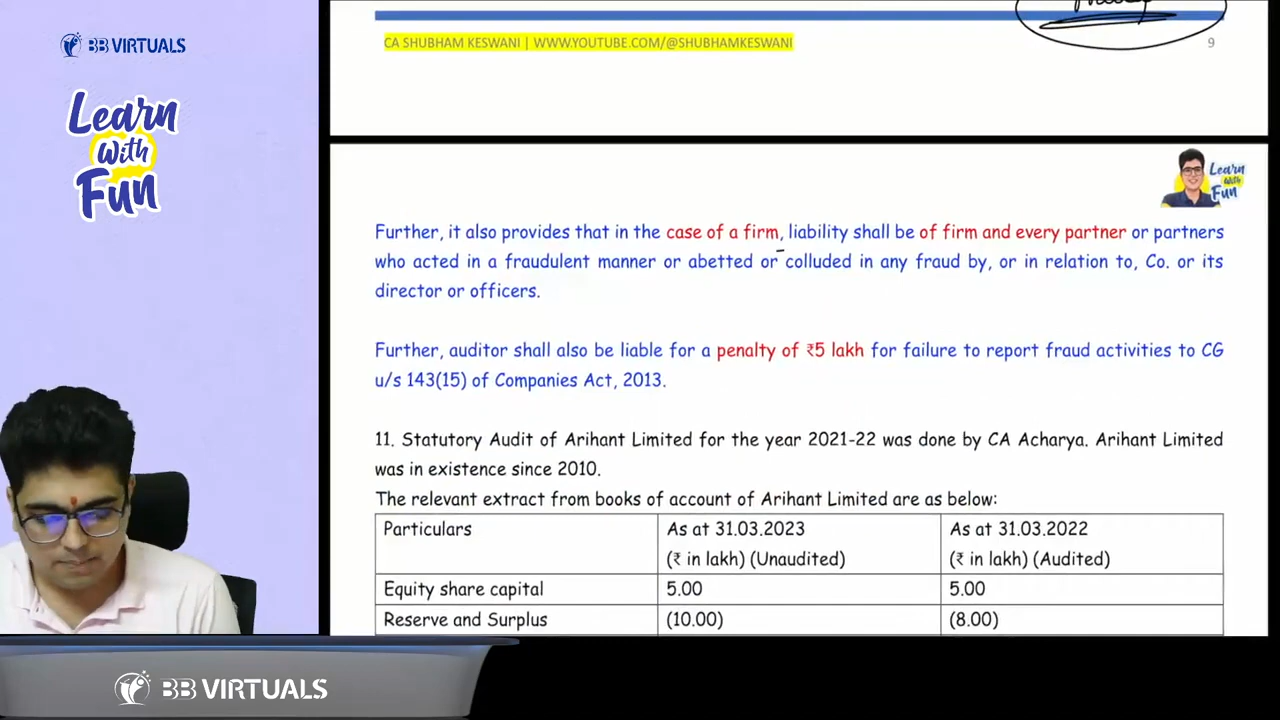 BB VIRTUALS
Learn
With
Fun
CA SHUBHAM KESWANI | WWW.YOUTUBE.COM/@SHUBHAMKESWANI
9
Learn
With
Fun
Further, it also provides that in the case of a firm, liability shall be of firm and every partner or partners
who acted in a fraudulent manner or abetted or colluded in any fraud by, or in relation to, Co. or its
director or officers.
Further, auditor shall also be liable for a penalty of ₹5 lakh for failure to report fraud activities to CG
u/s 143(15) of Companies Act, 2013.
11. Statutory Audit of Arihant Limited for the year 2021-22 was done by CA Acharya. Arihant Limited
was in existence since 2010.
The relevant extract from books of account of Arihant Limited are as below:
Particulars As at 31.03.2023 As at 31.03.2022
(₹ in lakh) (Unaudited) (₹ in lakh) (Audited)
Equity share capital 5.00 5.00
Reserve and Surplus (10.00) (8.00)
BB VIRTUALS